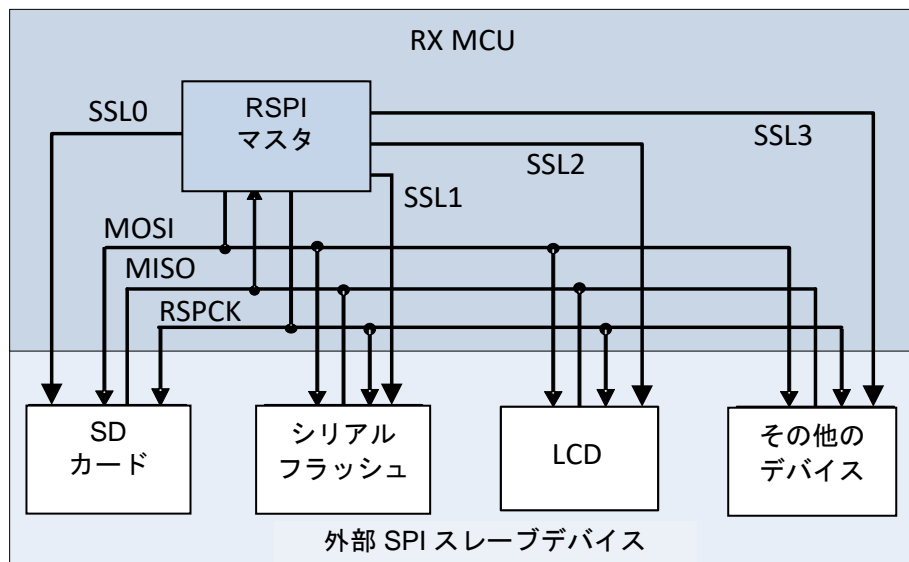 RX MCU
RSPI
マスタ
SSL0
SSL3
SSL2
SSL1
MOSI
MISO
RSPCK
SD
カード
シリアル
フラッシュ
LCD
その他の
デバイス
外部 SPI スレーブデバイス